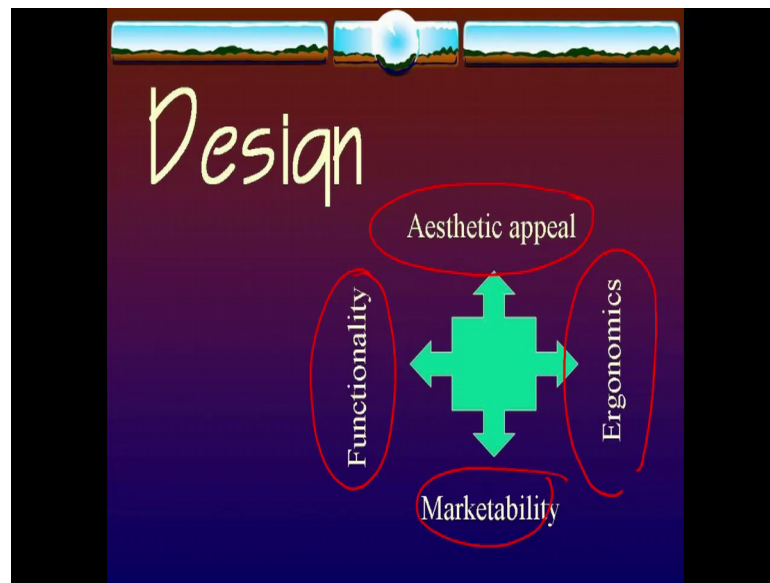 Design
Aesthetic appeal
Functionality
Ergonomics
Marketability